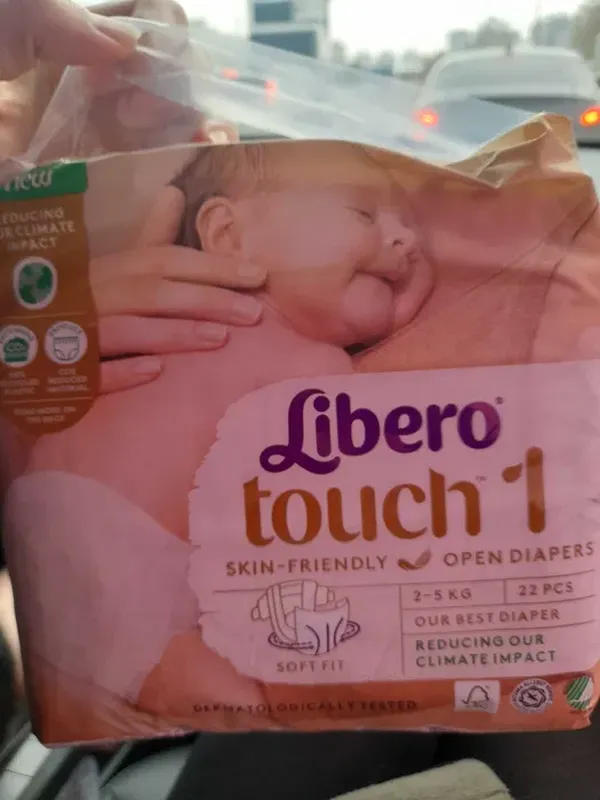 new
REDUCING
OUR CLIMATE
IMPACT
Libero
touch 1
SKIN-FRIENDLY OPEN DIAPERS
2-5 KG
22 PCS
OUR BEST DIAPER
REDUCING OUR
CLIMATE IMPACT
SOFT FIT
DERMATOLOGICALLY TESTED
FSC